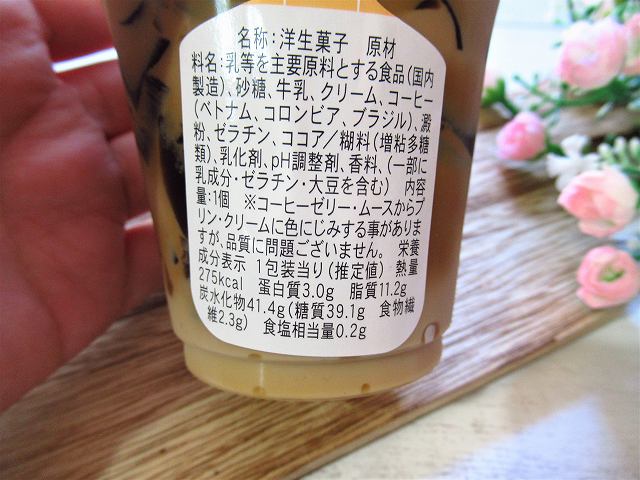 名称:洋生菓子 原材
料名:乳等を主要原料とする食品(国内
製造)、砂糖、牛乳、クリーム、コーヒー
(ベトナム、コロンビア、ブラジル)、澱
粉、ゼラチン、ココア/糊料(増粘多糖
類)、乳化剤、pH調整剤、香料、(一部に
乳成分・ゼラチン・大豆を含む) 内容
量:1個 ※コーヒーゼリー・ムースからプ
リン・クリームに色にじみする事がありま
すが、品質に問題ございません。 栄養
成分表示 1包装当り(推定値) 熱量
275kcal 蛋白質3.0g 脂質11.2g
炭水化物41.4g(糖質39.1g 食物繊
維2.3g) 食塩相当量0.2g